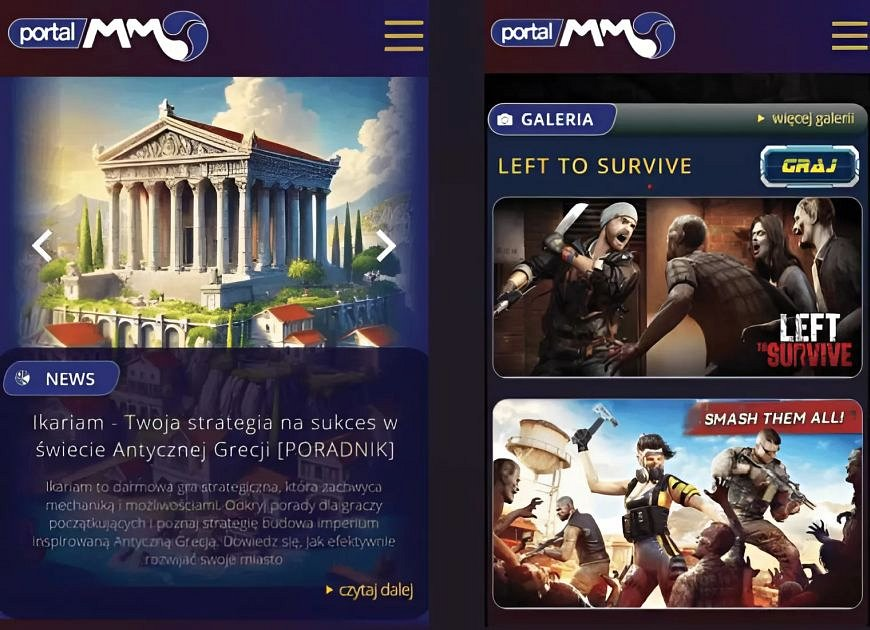 portal MMO
NEWS
Ikariam - Twoja strategia na sukces w
świecie Antycznej Grecji [PORADNIK]
Ikariam to darmowa gra strategiczna, która zachwyca
mechaniką i możliwościami. Odkryj porady dla graczy
początkujących i poznaj strategię budowa imperium
inspirowaną Antyczną Grecją. Dowiedz się, jak efektywnie
rozwijać swoje miasto
czytaj dalej
portal MMO
GALERIA
więcej galerii
LEFT TO SURVIVE
GRAJ
LEFT
TO SURVIVE
SMASH THEM ALL!